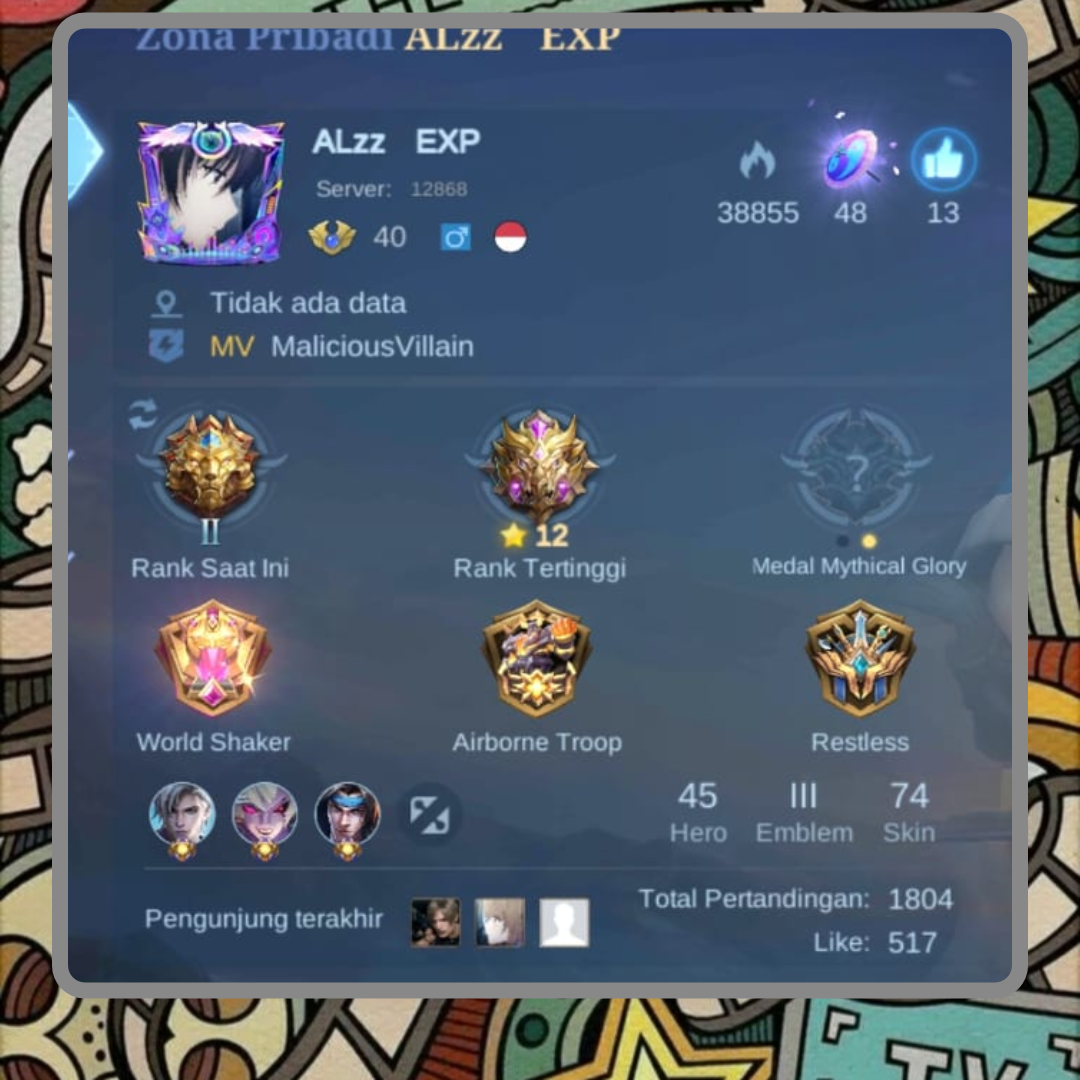 Zona Pribadi ALzz EXP
ALzz EXP
Server: 12868
40
38855 48 13
Tidak ada data
MV MaliciousVillain
II
12
Rank Saat Ini
Rank Tertinggi
Medal Mythical Glory
World Shaker
Airborne Troop
Restless
45 III 74
Hero Emblem Skin
Pengunjung terakhir
Total Pertandingan: 1804
Like: 517
TV